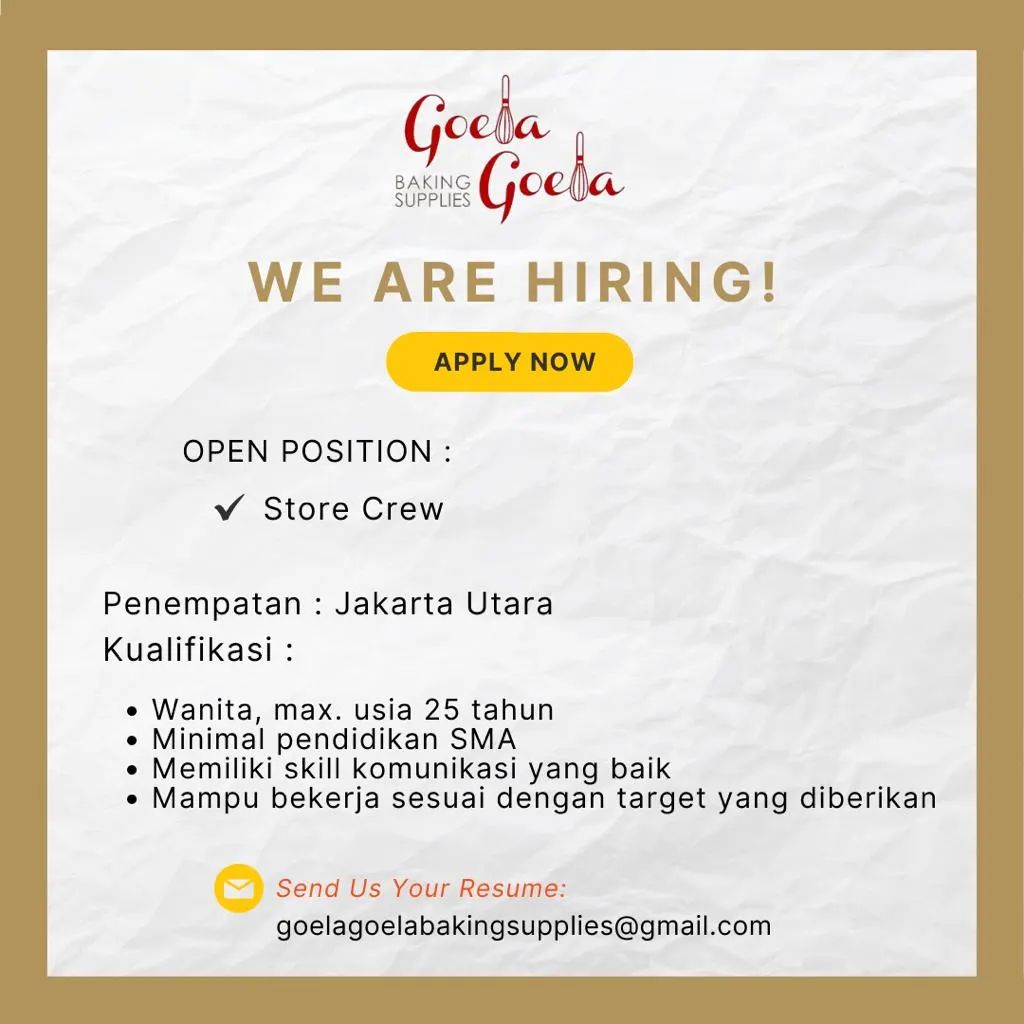 Goela
BAKING
SUPPLIES
Goela
WE ARE HIRING!
APPLY NOW
OPEN POSITION :
✔ Store Crew
Penempatan : Jakarta Utara
Kualifikasi :
• Wanita, max. usia 25 tahun
• Minimal pendidikan SMA
• Memiliki skill komunikasi yang baik
• Mampu bekerja sesuai dengan target yang diberikan
Send Us Your Resume:
goelagoelabakingsupplies@gmail.com